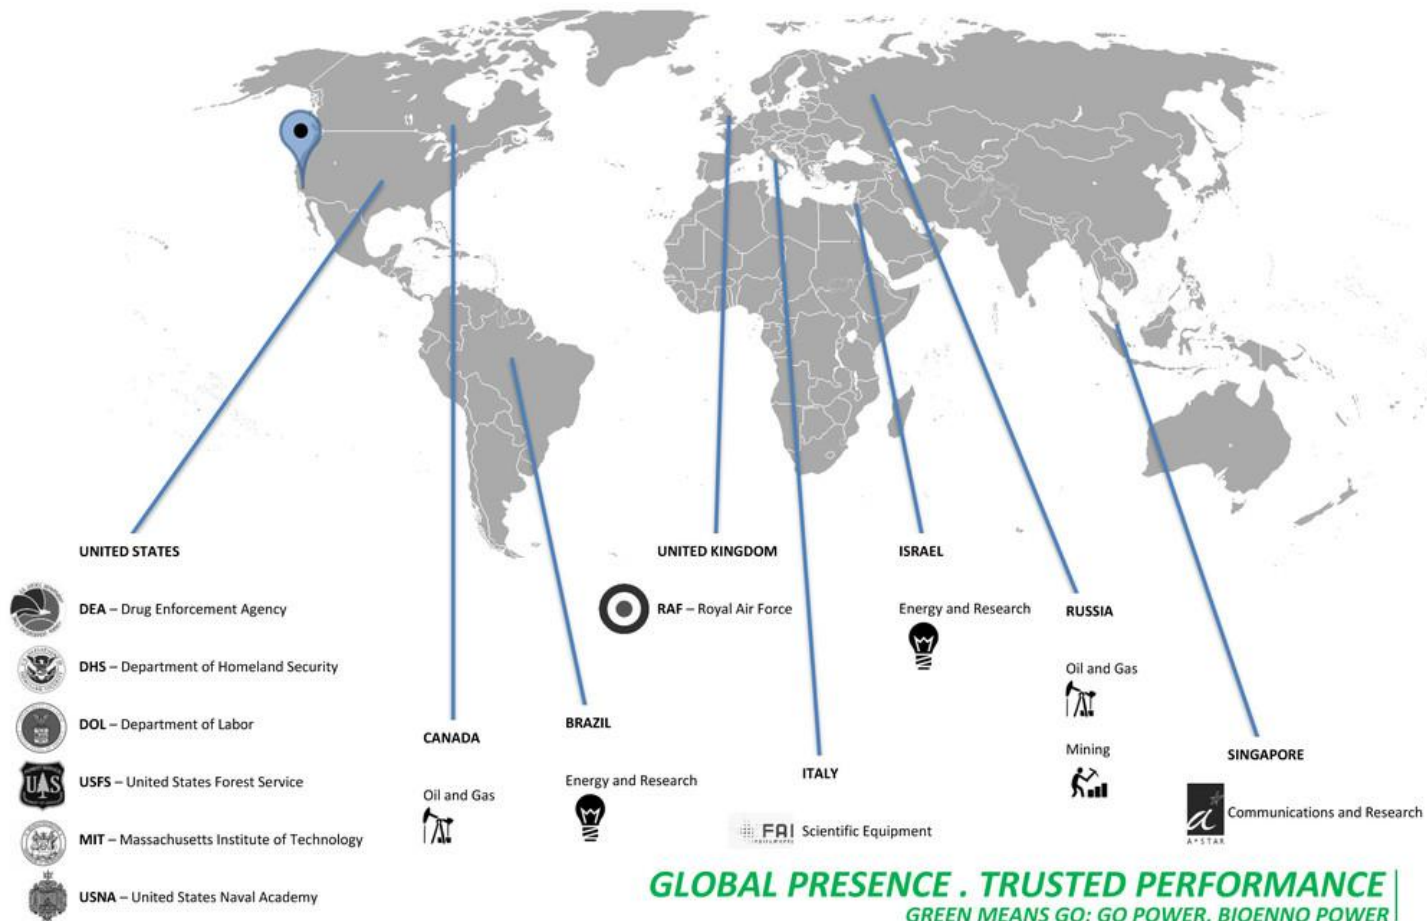 UNITED STATES
DEA – Drug Enforcement Agency
DHS – Department of Homeland Security
DOL – Department of Labor
USFS – United States Forest Service
UAS
MIT – Massachusetts Institute of Technology
USNA – United States Naval Academy
CANADA
Oil and Gas
BRAZIL
Energy and Research
UNITED KINGDOM
RAF – Royal Air Force
ITALY
FAI Scientific Equipment
ISRAEL
Energy and Research
RUSSIA
Oil and Gas
Mining
SINGAPORE
a
A*STAR
Communications and Research
GLOBAL PRESENCE . TRUSTED PERFORMANCE
GREEN MEANS GO: GO POWER, BIOENNO POWER